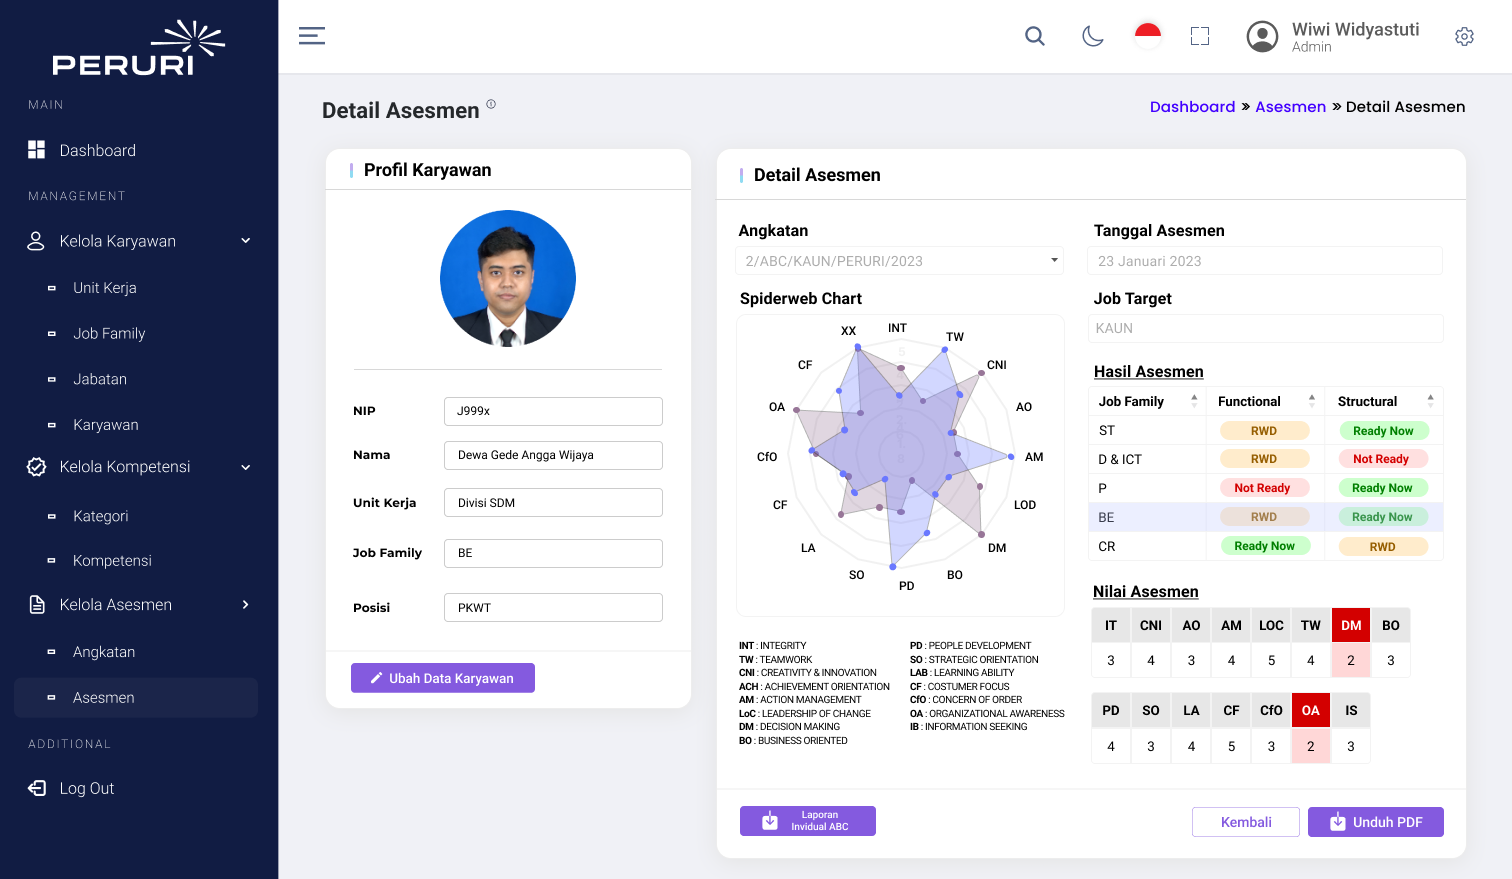 PERURI
MAIN
Dashboard
MANAGEMENT
Kelola Karyawan
Unit Kerja
Job Family
Jabatan
Karyawan
Kelola Kompetensi
Kategori
Kompetensi
Kelola Asesmen
Angkatan
Asesmen
ADDITIONAL
Log Out
Wiwi Widyastuti
Admin
Detail Asesmen
Dashboard » Asesmen » Detail Asesmen
Profil Karyawan
NIP J999x
Nama Dewa Gede Angga Wijaya
Unit Kerja Divisi SDM
Job Family BE
Posisi PKWT
Ubah Data Karyawan
Detail Asesmen
Angkatan
2/ABC/KAUN/PERURI/2023
Tanggal Asesmen
23 Januari 2023
Spiderweb Chart
INT
TW
CNI
AO
AM
LOD
DM
BO
PD
SO
LA
CF
CfO
OA
CF
XX
5
INT : INTEGRITY
TW : TEAMWORK
CNI : CREATIVITY & INNOVATION
ACH : ACHIEVEMENT ORIENTATION
AM : ACTION MANAGEMENT
LoC : LEADERSHIP OF CHANGE
DM : DECISION MAKING
BO : BUSINESS ORIENTED
PD : PEOPLE DEVELOPMENT
SO : STRATEGIC ORIENTATION
LAB : LEARNING ABILITY
CF : COSTUMER FOCUS
CfO : CONCERN OF ORDER
OA : ORGANIZATIONAL AWARENESS
IB : INFORMATION SEEKING
Job Target
KAUN
Hasil Asesmen
Job Family Functional Structural
ST RWD Ready Now
D & ICT RWD Not Ready
P Not Ready Ready Now
BE RWD Ready Now
CR Ready Now RWD
Nilai Asesmen
IT CNI AO AM LOC TW DM BO
3 4 3 4 5 4 2 3
PD SO LA CF CfO OA IS
4 3 4 5 3 2 3
Laporan
Invidual ABC
Kembali
Unduh PDF